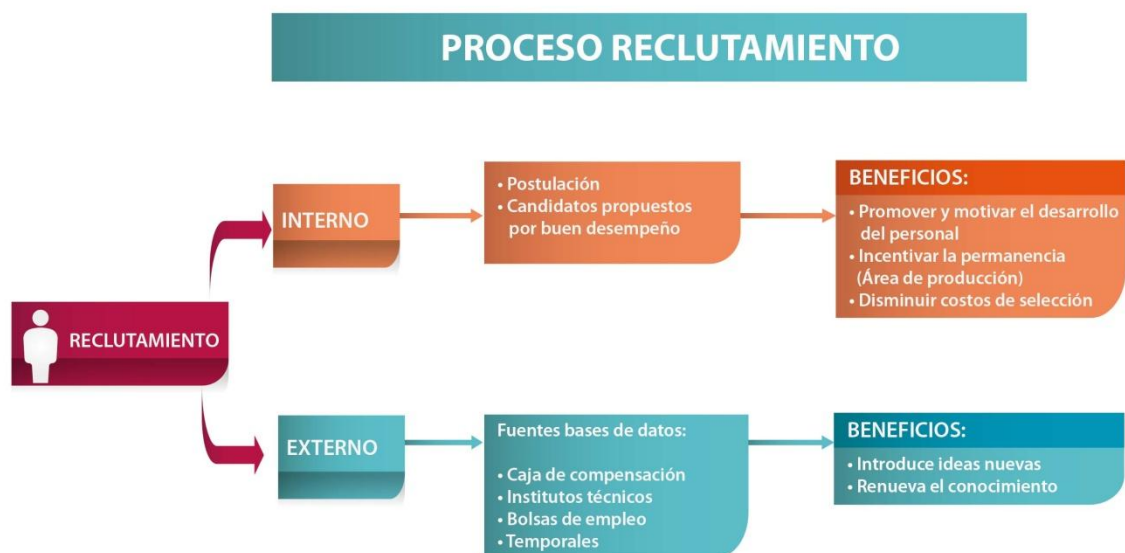 PROCESO RECLUTAMIENTO
RECLUTAMIENTO
INTERNO
• Postulación
• Candidatos propuestos
por buen desempeño
BENEFICIOS:
• Promover y motivar el desarrollo
del personal
• Incentivar la permanencia
(Área de producción)
• Disminuir costos de selección
EXTERNO
Fuentes bases de datos:
• Caja de compensación
• Institutos técnicos
• Bolsas de empleo
• Temporales
BENEFICIOS:
• Introduce ideas nuevas
• Renueva el conocimiento